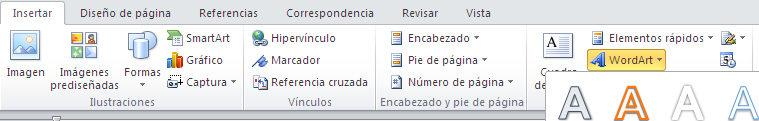 Insertar Diseño de página Referencias Correspondencia Revisar Vista
Imagen
Imágenes
prediseñadas
Formas
SmartArt
Gráfico
Captura
Ilustraciones
Hipervínculo
Marcador
Referencia cruzada
Vínculos
Encabezado
Pie de página
Número de página
Encabezado y pie de página
A
Cuadro
de
Elementos rápidos
WordArt
A A A A